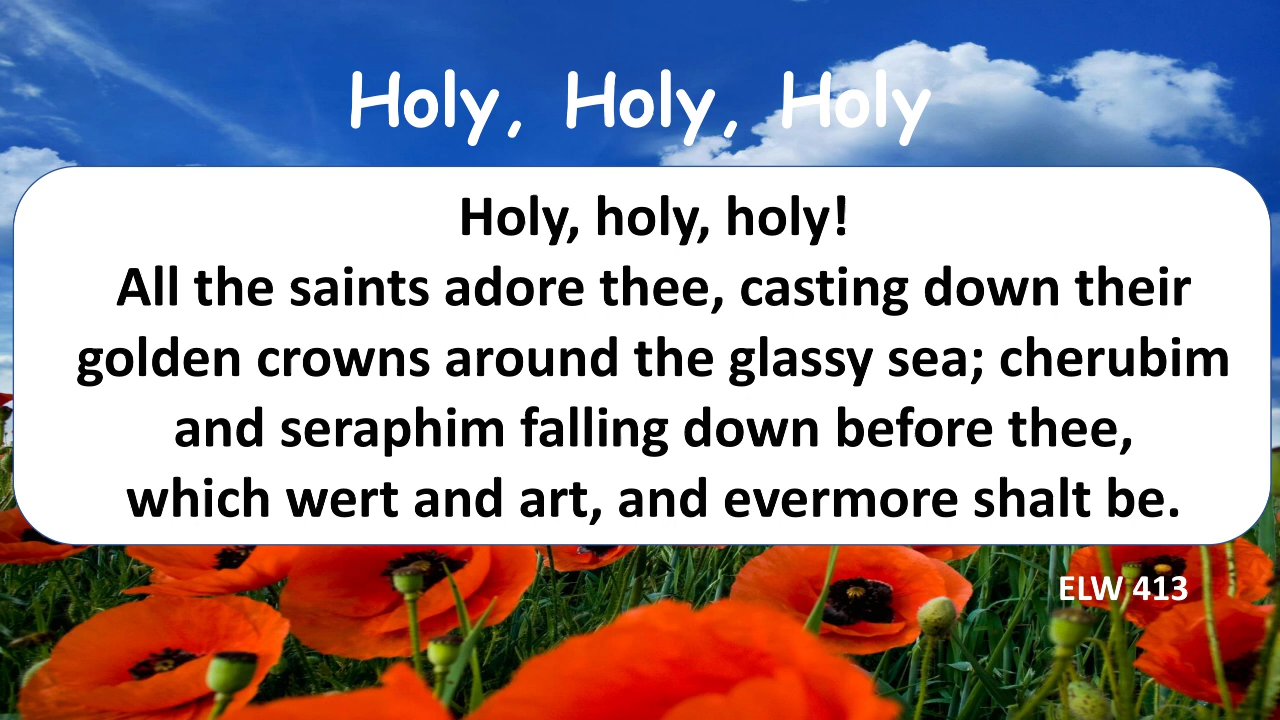 Holy, Holy, Holy
Holy, holy, holy!
All the saints adore thee, casting down their
golden crowns around the glassy sea; cherubim
and seraphim falling down before thee,
which wert and art, and evermore shalt be.
ELW 413